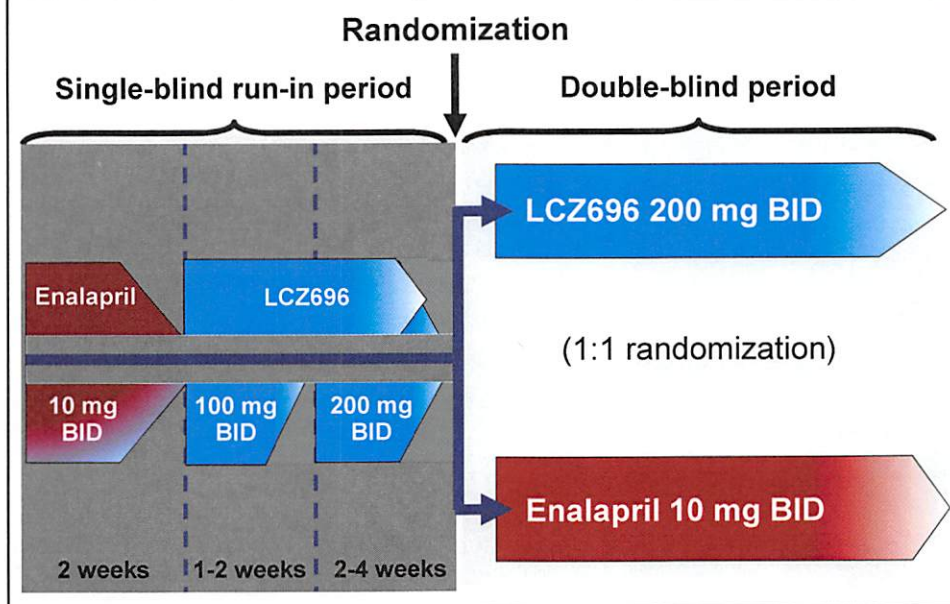 Randomization
Single-blind run-in period
Double-blind period
LCZ696 200 mg BID
Enalapril
LCZ696
(1:1 randomization)
10 mg
BID
100 mg
BID
200 mg
BID
Enalapril 10 mg BID
2 weeks
1-2 weeks
2-4 weeks